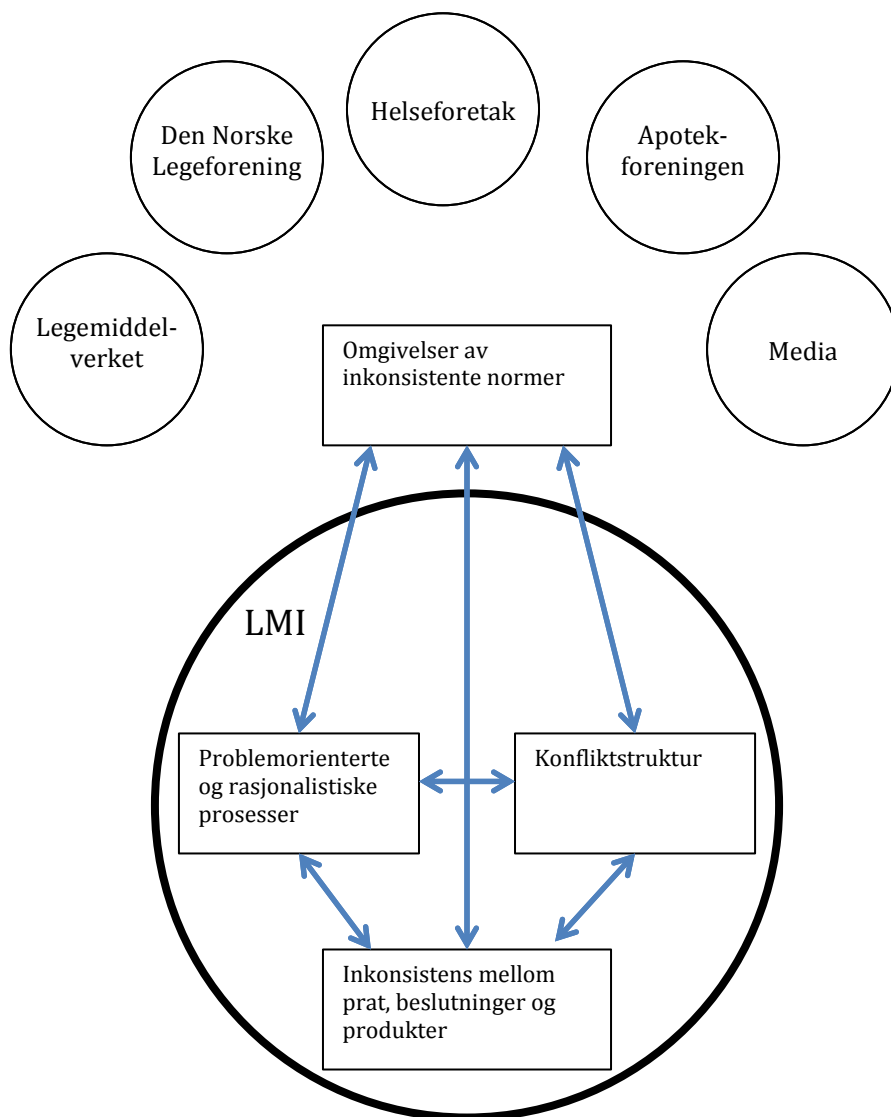 Helseforetak
Den Norske
Legeforening
Apotek-
foreningen
Legemiddel-
verket
Media
Omgivelser av
inkonsistente normer
LMI
Problemorienterte
og rasjonalistiske
prosesser
Konfliktstruktur
Inkonsistens mellom
prat, beslutninger og
produkter